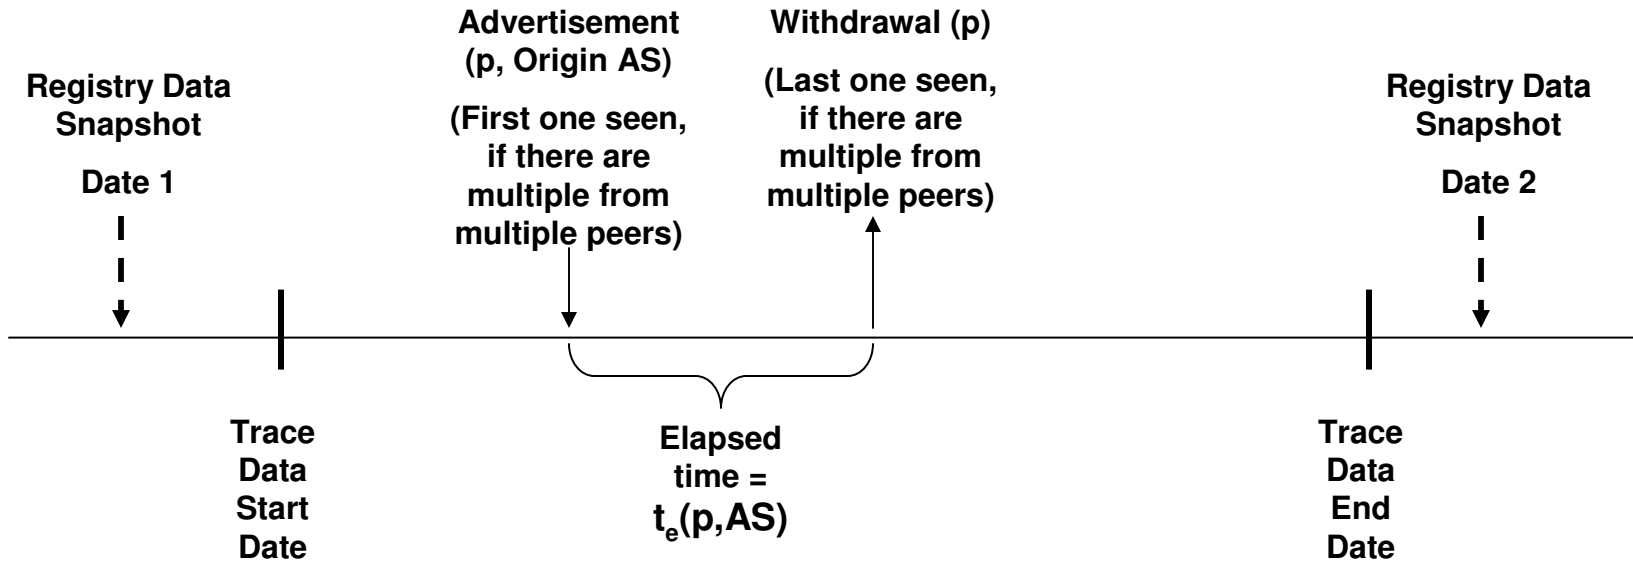 Registry Data
Snapshot
Date 1
Advertisement
(p, Origin AS)
(First one seen,
if there are
multiple from
multiple peers)
Withdrawal (p)
(Last one seen,
if there are
multiple from
multiple peers)
Registry Data
Snapshot
Date 2
Trace
Data
Start
Date
Elapsed
time =
te(p,AS)
Trace
Data
End
Date